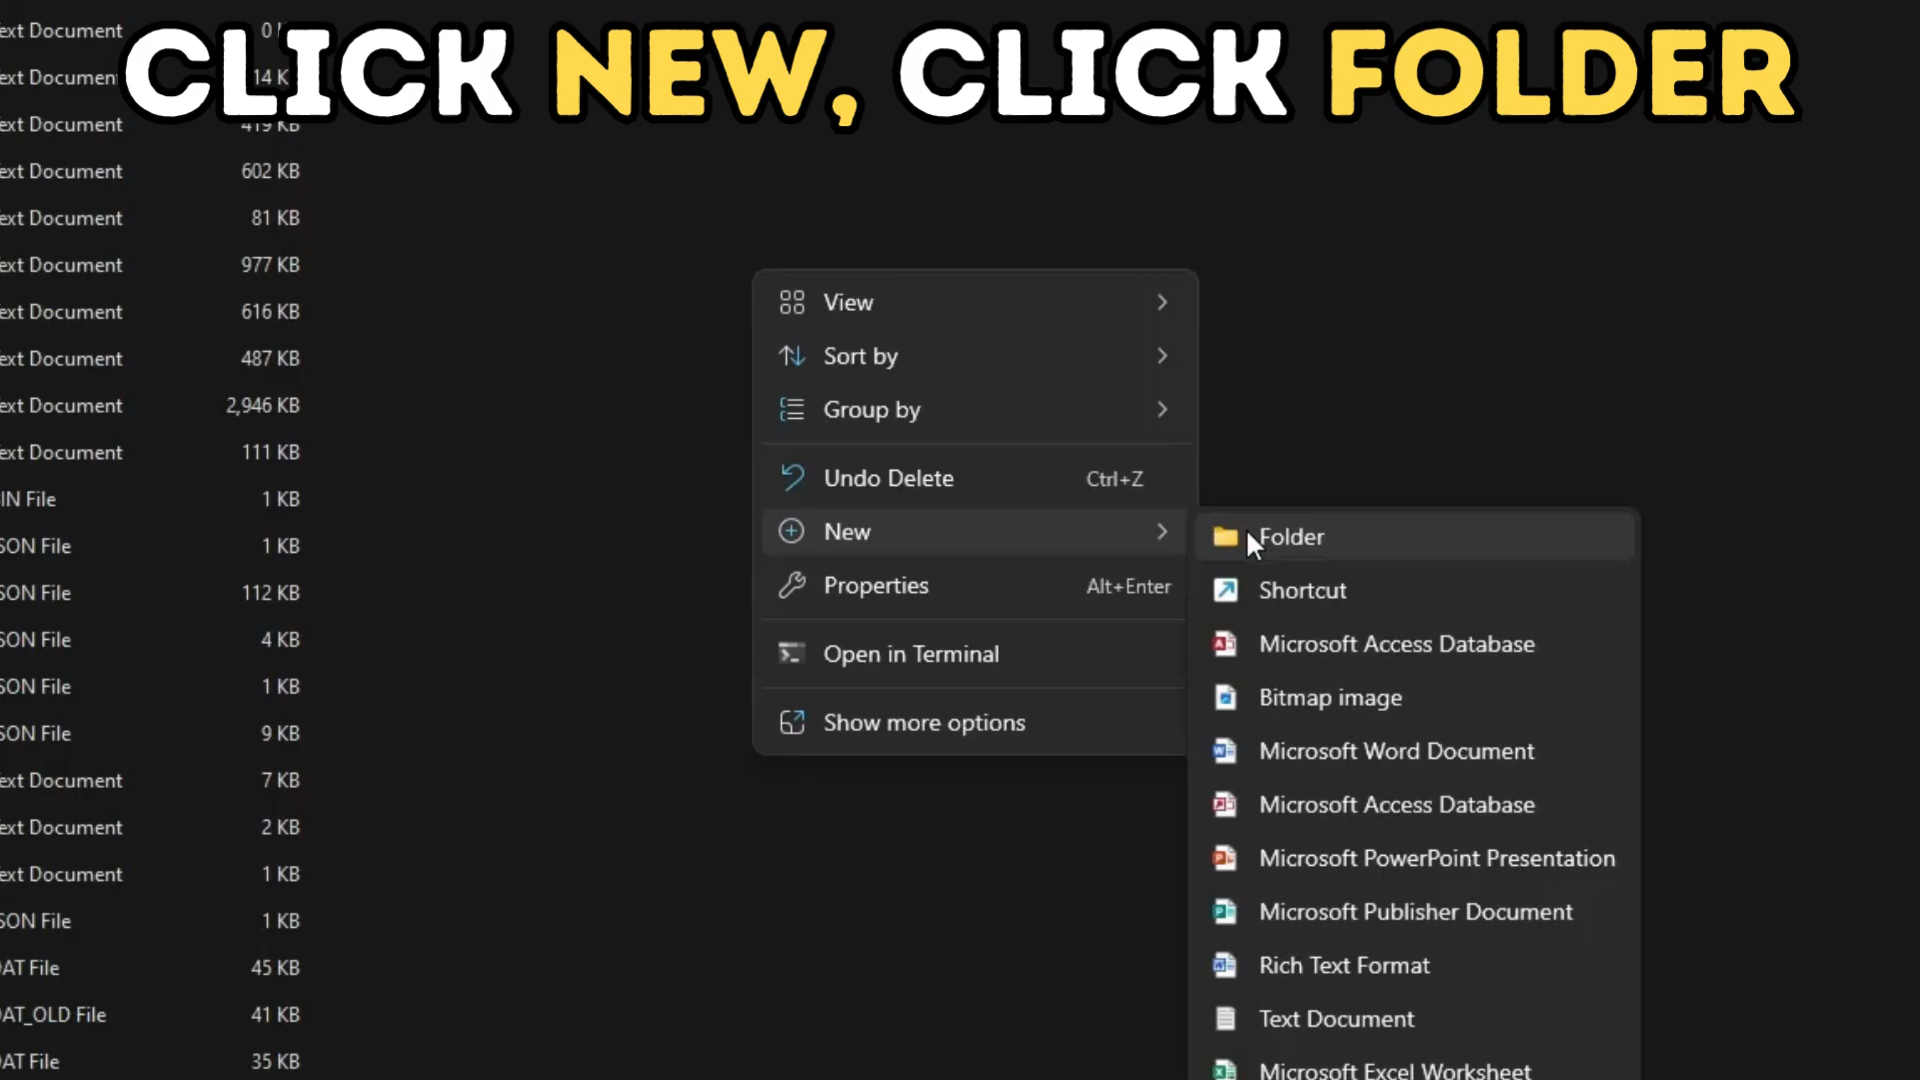 CLICK NEW, CLICK FOLDER
ext Document
ext Document 14 K
ext Document 419 KB
ext Document 602 KB
ext Document 81 KB
ext Document 977 KB
ext Document 616 KB
ext Document 487 KB
ext Document 2,946 KB
ext Document 111 KB
IN File 1 KB
SON File 1 KB
SON File 112 KB
SON File 4 KB
SON File 1 KB
SON File 9 KB
ext Document 7 KB
ext Document 2 KB
ext Document 1 KB
SON File 1 KB
AT File 45 KB
AT_OLD File 41 KB
AT File 35 KB
View
Sort by
Group by
Undo Delete Ctrl+Z
New
Properties Alt+Enter
Open in Terminal
Show more options
Folder
Shortcut
Microsoft Access Database
Bitmap image
Microsoft Word Document
Microsoft Access Database
Microsoft PowerPoint Presentation
Microsoft Publisher Document
Rich Text Format
Text Document
Microsoft Excel Worksheet